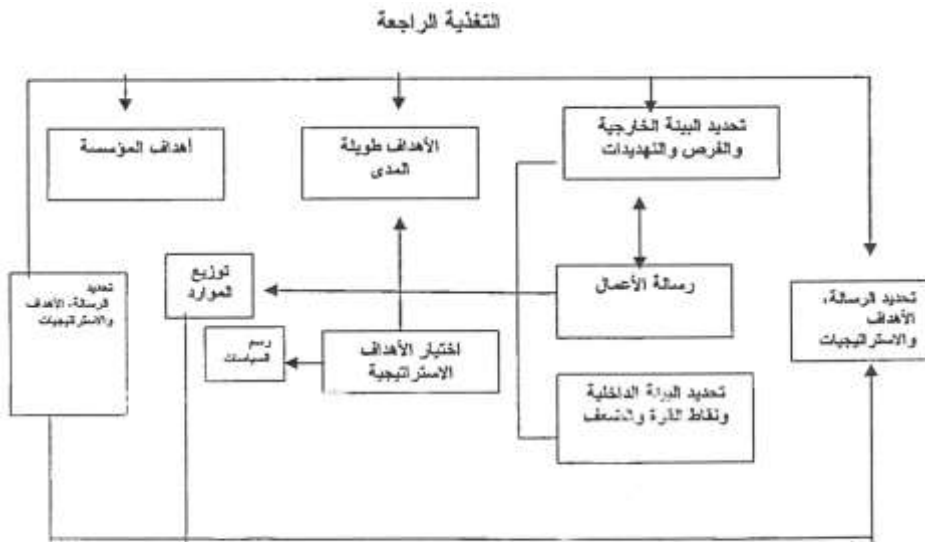 التغذية الراجعة
تحديد البيئة الخارجية
والفرص والتهديدات
الأهداف طويلة
المدى
أهداف المؤسسة
تحديد الرسالة،
الأهداف
والاستراتيجيات
رسالة الأعمال
توزيع
الموارد
تحديد
الرسالة، الأهداف
والاستراتيجيات
اختيار الأهداف
الاستراتيجية
رسم
السياسات
تحديد البيئة الداخلية
ونقاط القوة والضعف